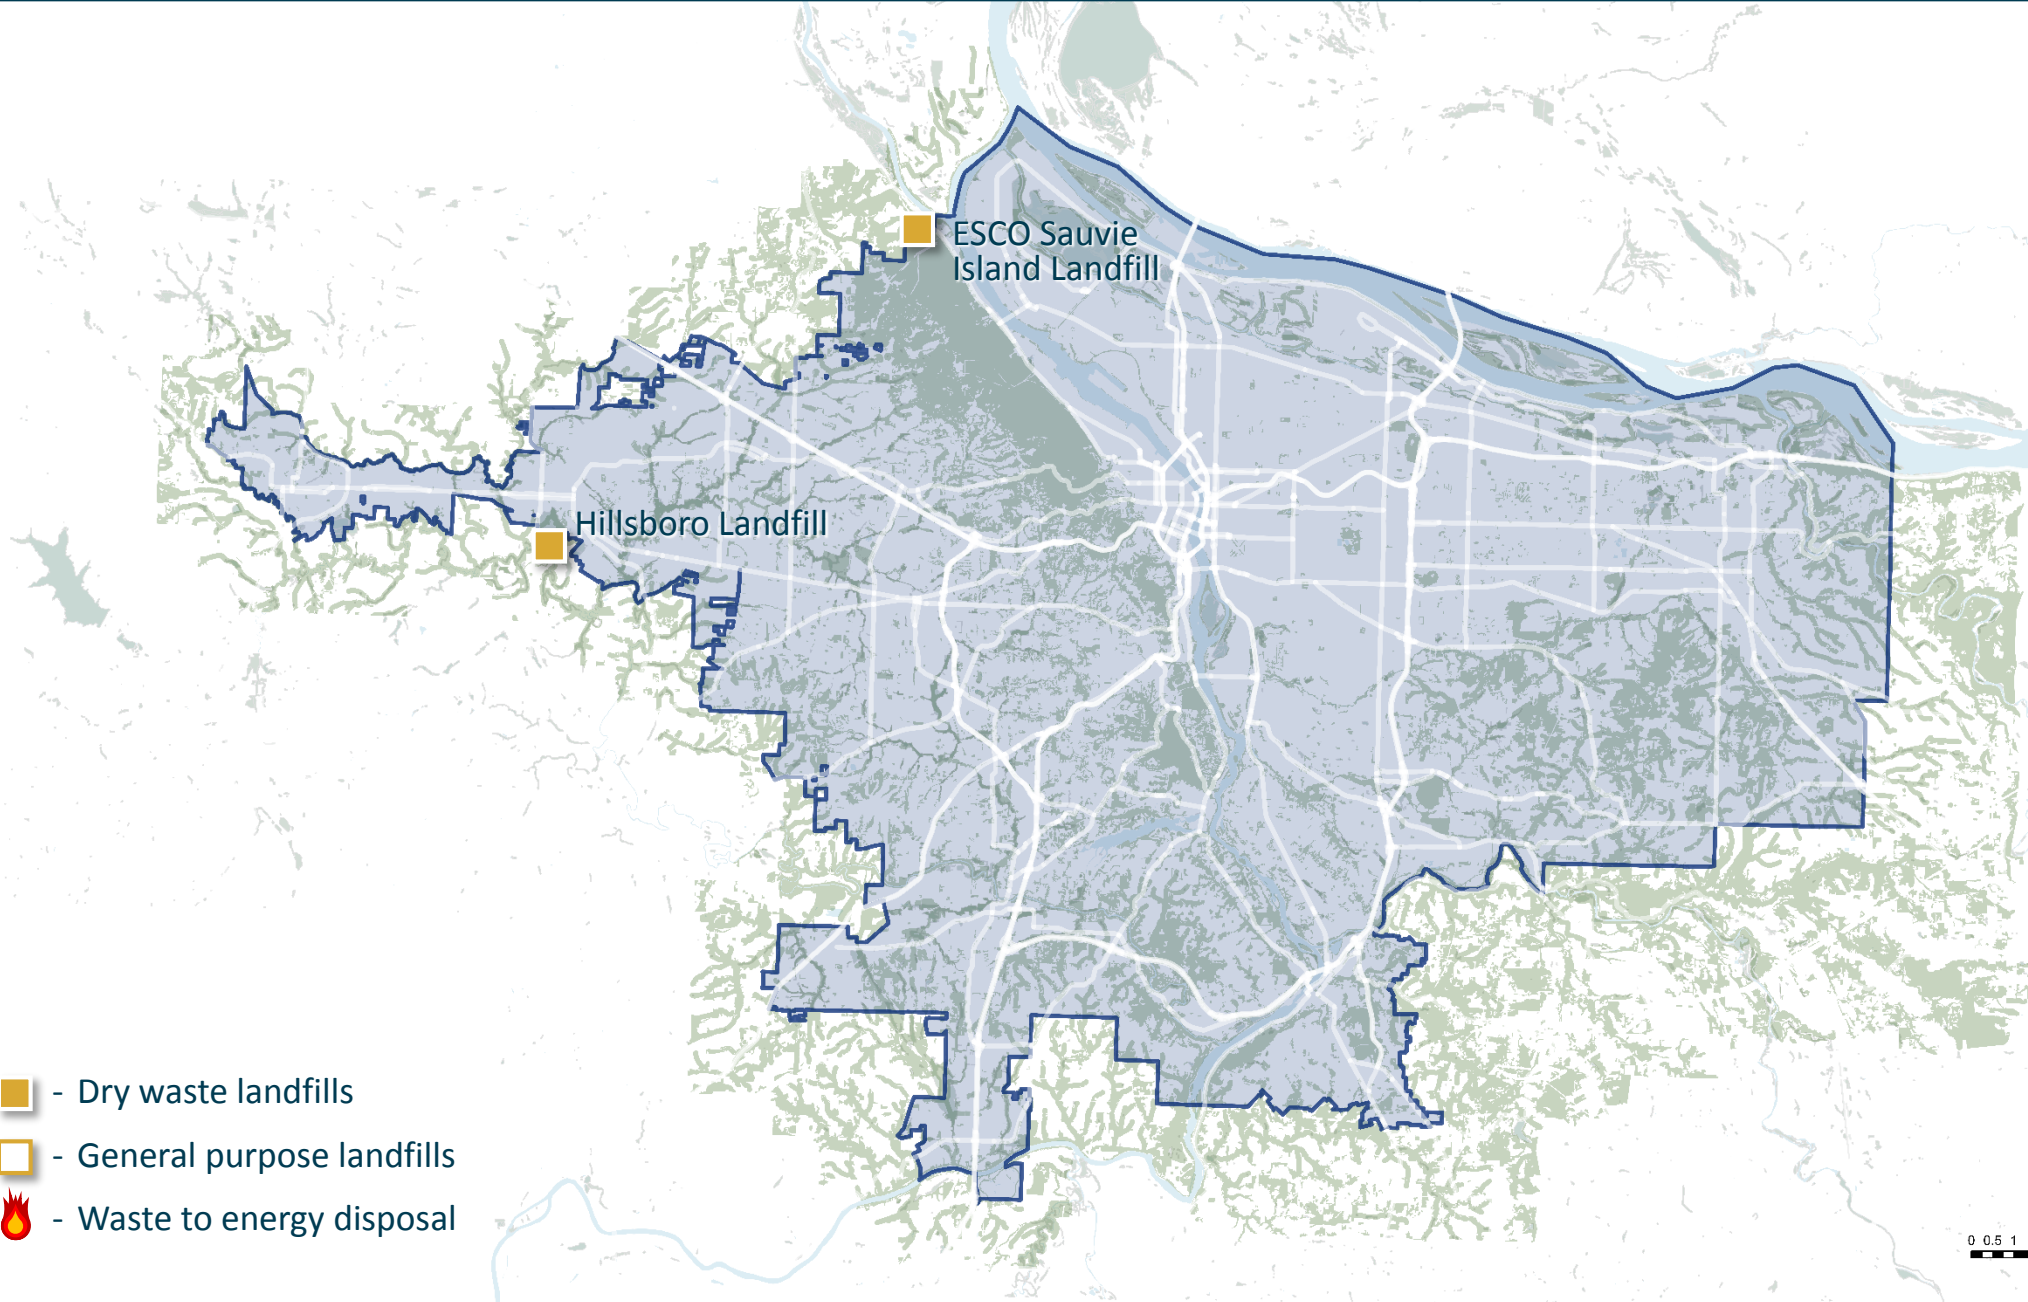 ESCO Sauvie
Island Landfill
Hillsboro Landfill
- Dry waste landfills
- General purpose landfills
- Waste to energy disposal
0 0.5 1